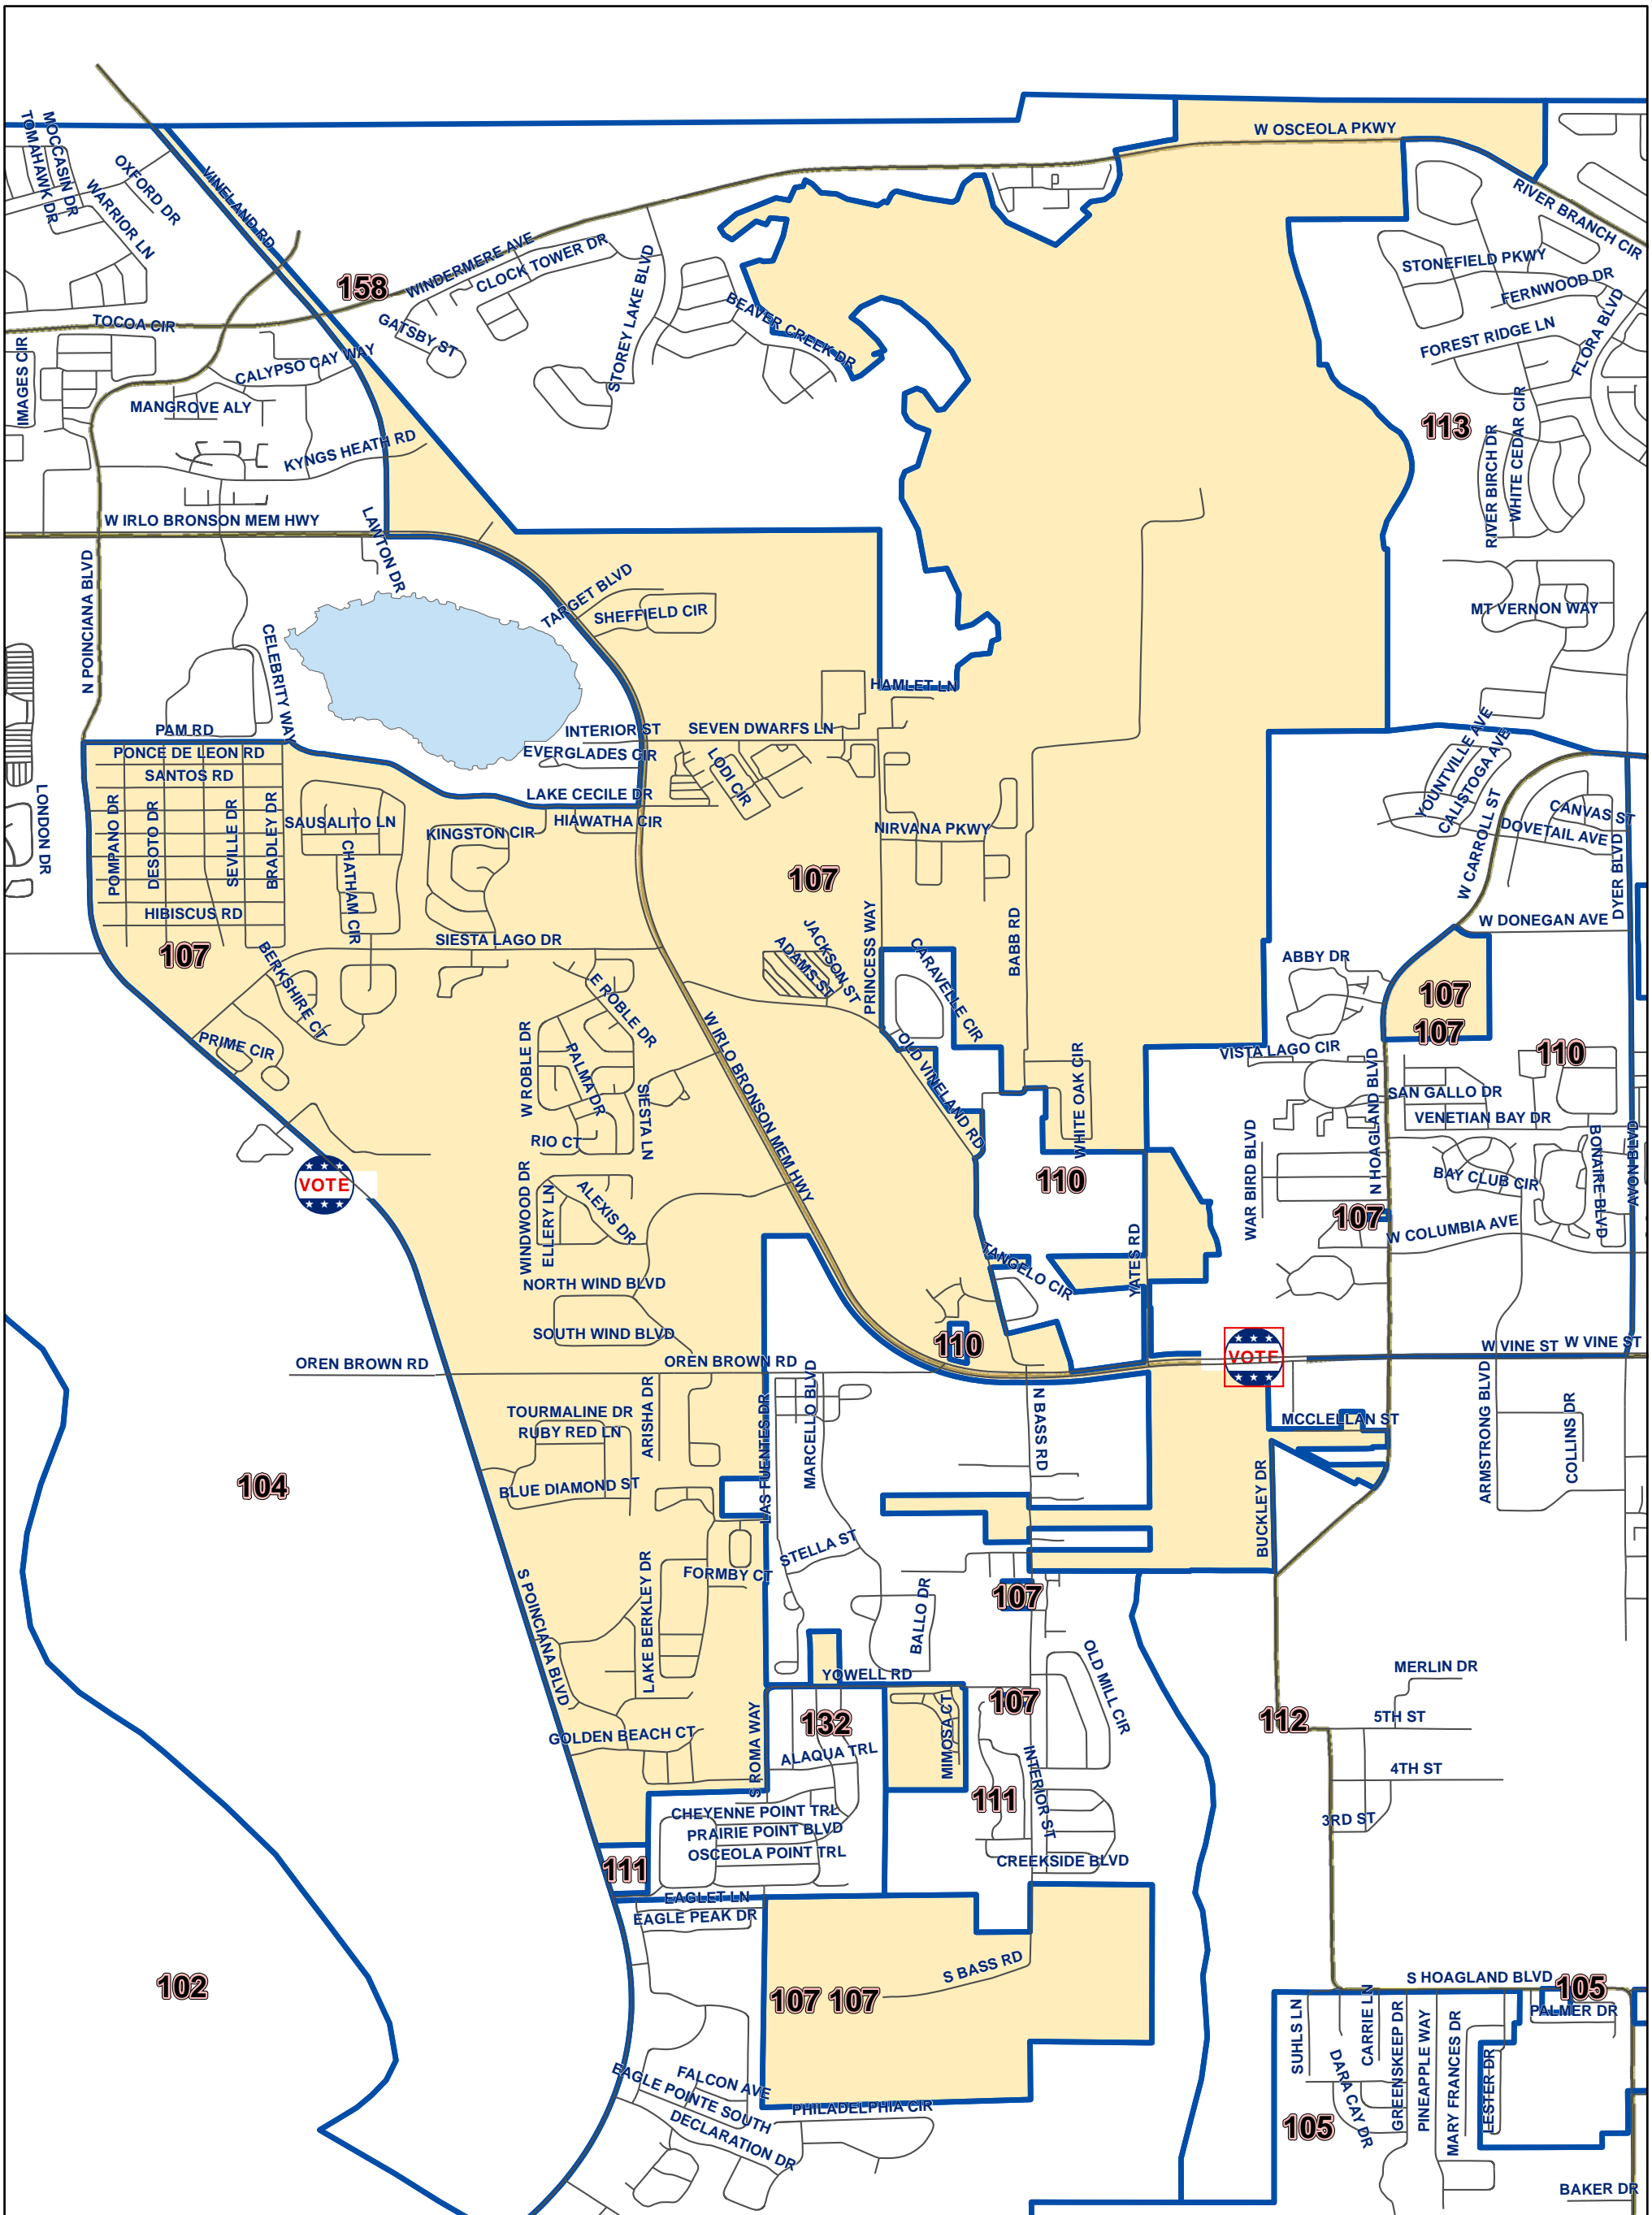 W OSCEOLA PKWY
MOCCASIN DR
TOMAHAWK DR
OXFORD DR
WARRIOR LN
VINELAND RD
RIVER BRANCH CIR
WINDERMERE AVE
CLOCK TOWER DR
STONEFIELD PKWY
FERNWOOD DR
158
STOREY LAKE BLVD
BEAVER CREEK DR
TOCOA CIR
GATSBY ST
FOREST RIDGE LN
FLORA BLVD
IMAGES CIR
CALYPSO CAY WAY
MANGROVE ALY
113
KYNGS HEATH RD
RIVER BIRCH DR
WHITE CEDAR CIR
W IRLO BRONSON MEM HWY
LAWTON DR
N POINCIANA BLVD
TARGET BLVD
SHEFFIELD CIR
MT VERNON WAY
CELEBRITY WAY
HAMLET LN
PAM RD
INTERIOR ST
SEVEN DWARFS LN
PONCE DE LEON RD
EVERGLADES CIR
SANTOS RD
LODI CIR
YOUNTVILLE AVE
CALISTOGA AVE
LAKE CECILE DR
LONDON DR
POMPANO DR
DESOTO DR
SEVILLE DR
BRADLEY DR
SAUSALITO LN
KINGSTON CIR
HIAWATHA CIR
NIRVANA PKWY
CANVAS ST
DOVETAIL AVE
W CARROLL ST
DYER BLVD
CHATHAM CIR
107
HIBISCUS RD
W DONEGAN AVE
107
SIESTA LAGO DR
BERKSHIRE CT
JACKSON ST
ADAMS ST
PRINCESS WAY
CARAVELLE CIR
BABB RD
ABBY DR
107
107
PRIME CIR
E ROBLE DR
W ROBLE DR
PALMA DR
SIESTA LN
RIO CT
W IRLO BRONSON MEM HWY
OLD VINELAND RD
WHITE OAK CIR
VISTA LAGO CIR
N HOAGLAND BLVD
110
SAN GALLO DR
VENETIAN BAY DR
BONAIRE BLVD
WAR BIRD BLVD
BAY CLUB CIR
VOTE
110
107
W COLUMBIA AVE
WINDWOOD DR
ELLERY LN
ALEXIS DR
NORTH WIND BLVD
SOUTH WIND BLVD
TANGELO CIR
YATES RD
110
OREN BROWN RD
OREN BROWN RD
VOTE
W VINE ST
W VINE ST
ARISHA DR
TOURMALINE DR
RUBY RED LN
BLUE DIAMOND ST
LAS FUENTES DR
MARCELLO BLVD
N BASS RD
MCCLELLAN ST
BUCKLEY DR
ARMSTRONG BLVD
COLLINS DR
104
STELLA ST
S POINCIANA BLVD
LAKE BERKLEY DR
FORMBY CT
BALLO DR
107
YOWELL RD
OLD MILL CIR
MERLIN DR
107
132
112
5TH ST
GOLDEN BEACH CT
S ROMA WAY
ALAQUA TRL
MIMOSA CT
INTERIOR ST
4TH ST
111
CHEYENNE POINT TRL
PRAIRIE POINT BLVD
OSCEOLA POINT TRL
3RD ST
111
CREEKSIDE BLVD
EAGLET LN
EAGLE PEAK DR
S BASS RD
102
107 107
S HOAGLAND BLVD
105
PALMER DR
SUHLS LN
CARRIE LN
DARA CAY DR
GREENSKEEP DR
PINEAPPLE WAY
MARY FRANCES DR
LESTER DR
FALCON AVE
EAGLE POINTE SOUTH
PHILADELPHIA CIR
DECLARATION DR
105
BAKER DR